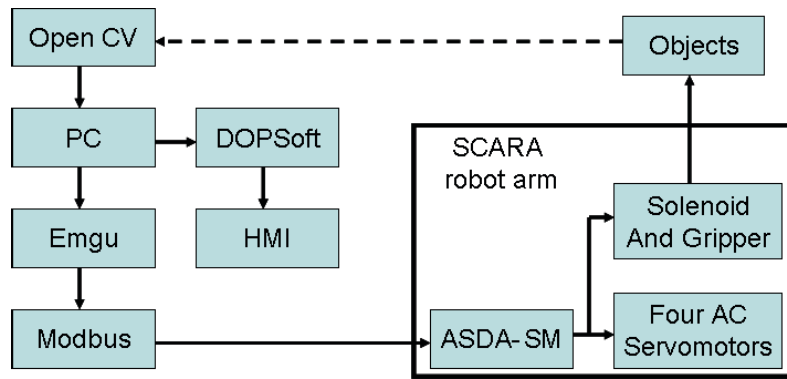 Open CV
Objects
PC
DOPSoft
SCARA
robot arm
Emgu
HMI
Solenoid
And Gripper
Modbus
ASDA-SM
Four AC
Servomotors